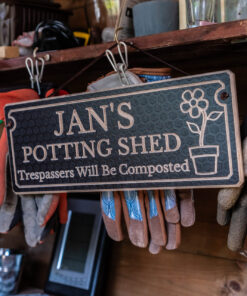 JAN'S
POTTING SHED
Trespassers Will Be Composted